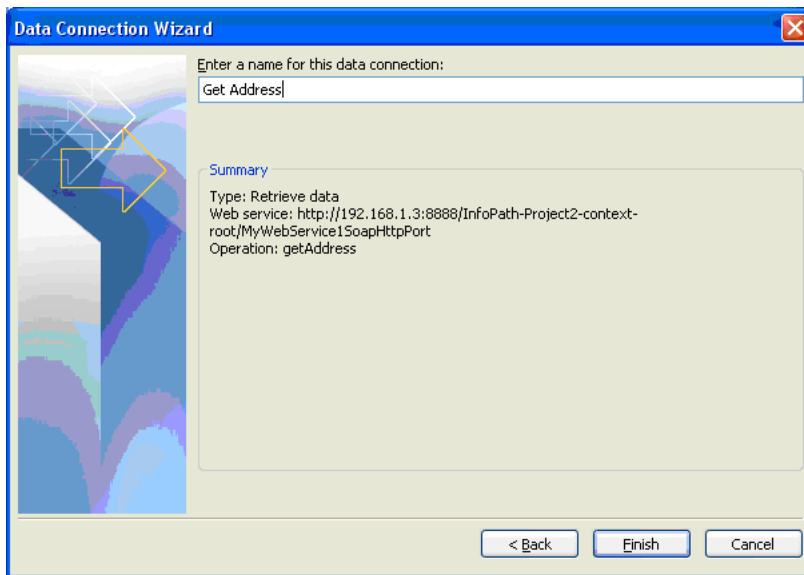 Data Connection Wizard
Enter a name for this data connection:
Get Address
Summary
Type: Retrieve data
Web service: http://192.168.1.3:8888/InfoPath-Project2-context-
root/MyWebService1SoapHttpPort
Operation: getAddress
< Back
Finish
Cancel